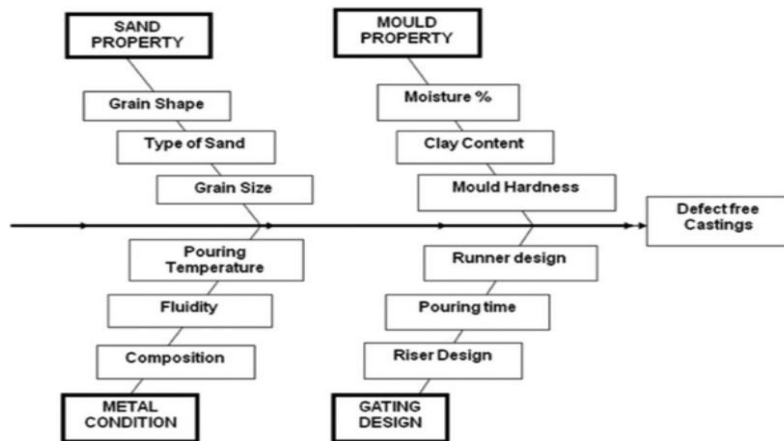 SAND
PROPERTY
Grain Shape
Type of Sand
Grain Size
MOULD
PROPERTY
Moisture %
Clay Content
Mould Hardness
Defect free
Castings
Pouring
Temperature
Fluidity
Composition
METAL
CONDITION
Runner design
Pouring time
Riser Design
GATING
DESIGN